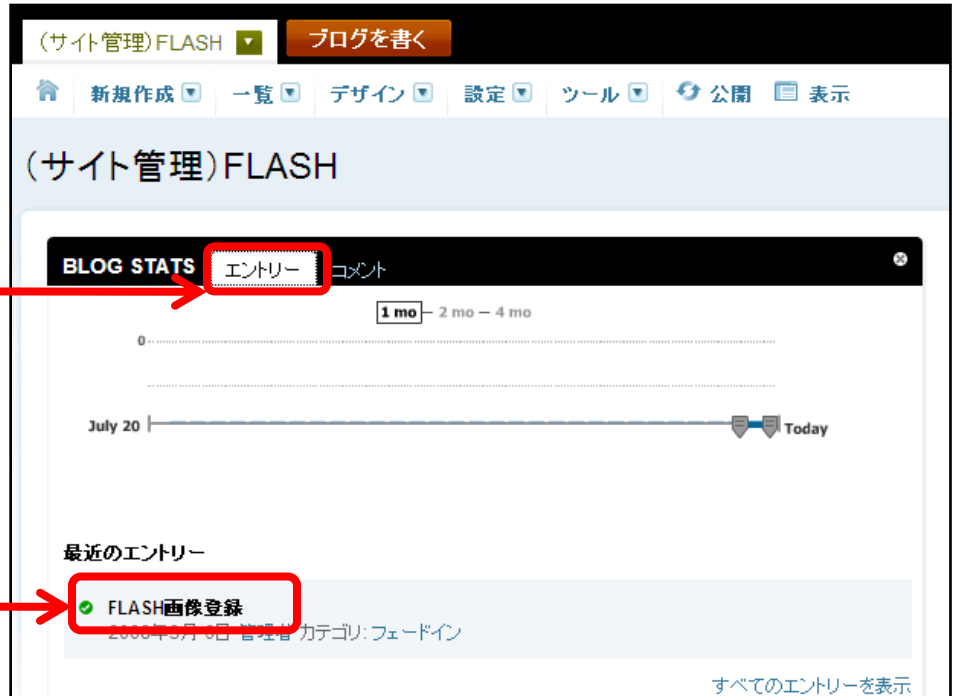 (サイト管理)FLASH ブログを書く
新規作成 一覧 デザイン 設定 ツール 公開 表示
(サイト管理)FLASH
BLOG STATS エントリー コメント
1 mo – 2 mo – 4 mo
0
July 20 Today
最近のエントリー
FLASH画像登録
管理者 カテゴリ: フェードイン
すべてのエントリーを表示